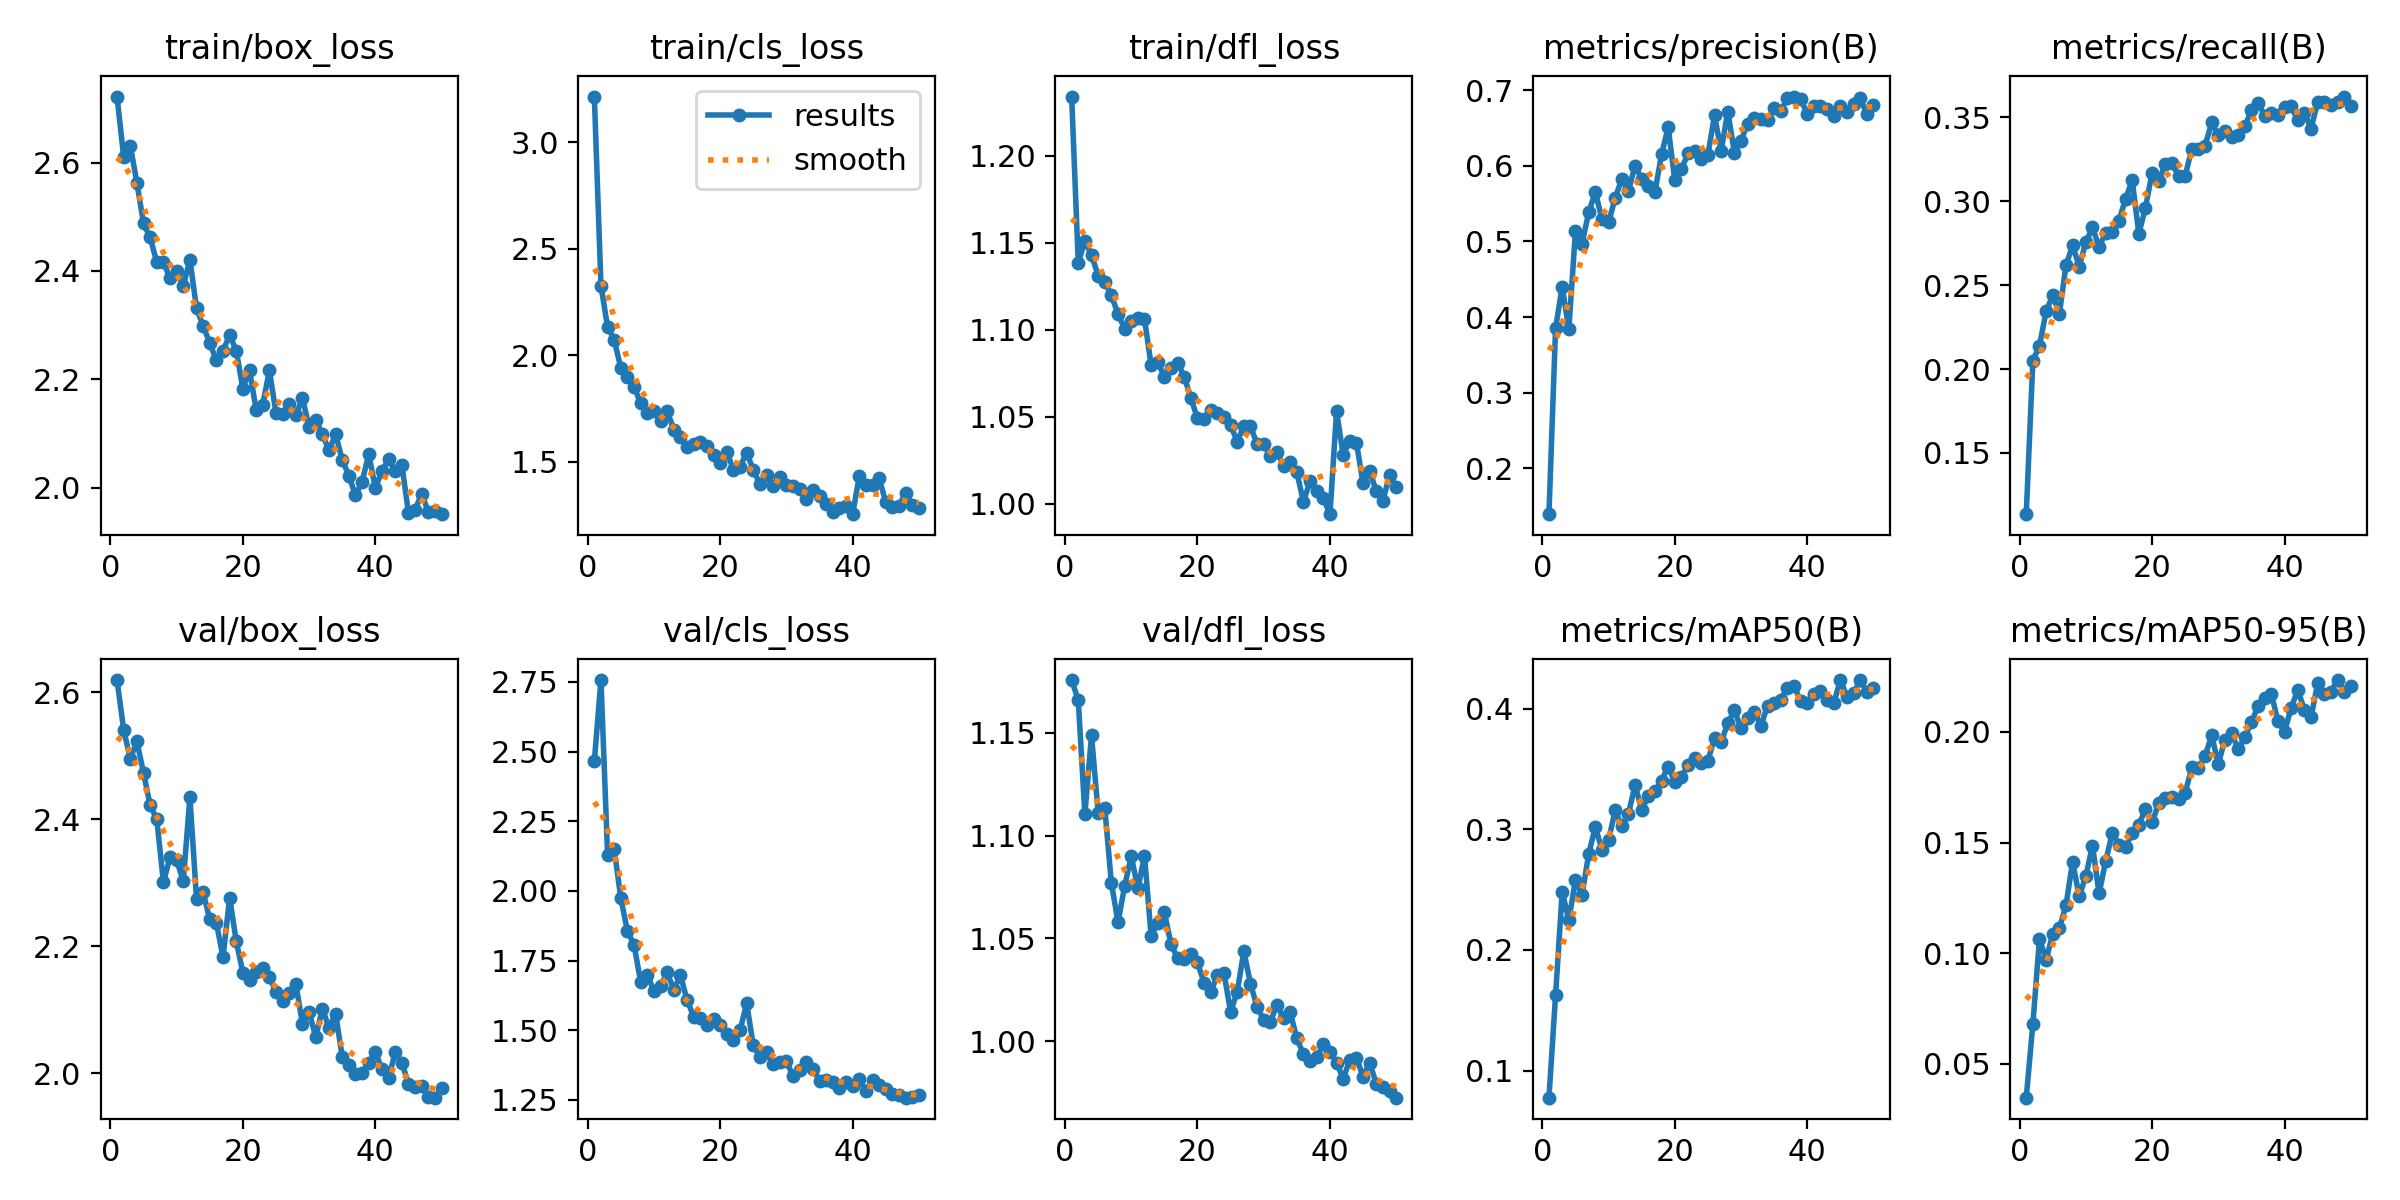 train/box_loss
2.6
2.4
2.2
2.0
0 20 40
train/cls_loss
results
smooth
3.0
2.5
2.0
1.5
0 20 40
train/dfl_loss
1.20
1.15
1.10
1.05
1.00
0 20 40
metrics/precision(B)
0.7
0.6
0.5
0.4
0.3
0.2
0 20 40
metrics/recall(B)
0.35
0.30
0.25
0.20
0.15
0 20 40
val/box_loss
2.6
2.4
2.2
2.0
0 20 40
val/cls_loss
2.75
2.50
2.25
2.00
1.75
1.50
1.25
0 20 40
val/dfl_loss
1.15
1.10
1.05
1.00
0 20 40
metrics/mAP50(B)
0.4
0.3
0.2
0.1
0 20 40
metrics/mAP50-95(B)
0.20
0.15
0.10
0.05
0 20 40